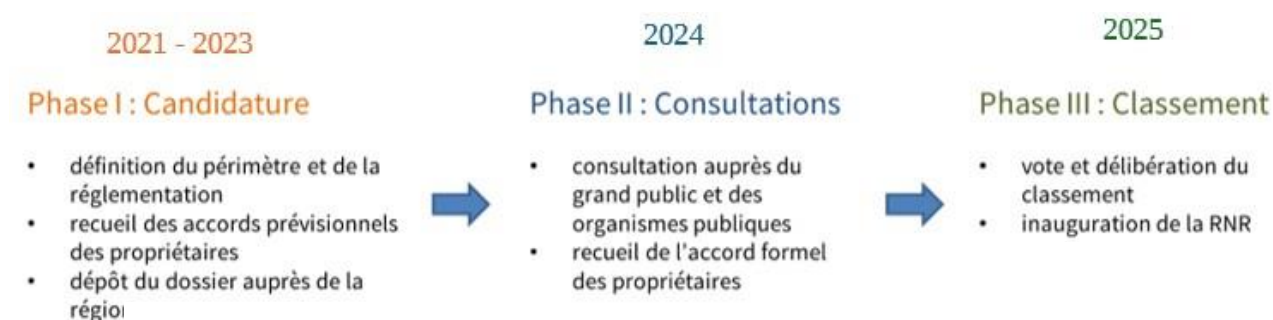 2021 - 2023
Phase I : Candidature
• définition du périmètre et de la
réglementation
• recueil des accords prévisionnels
des propriétaires
• dépôt du dossier auprès de la
2024
Phase II : Consultations
• consultation auprès du
grand public et des
organismes publiques
• recueil de l'accord formel
des propriétaires
2025
Phase III : Classement
• vote et délibération du
classement
• inauguration de la RNR